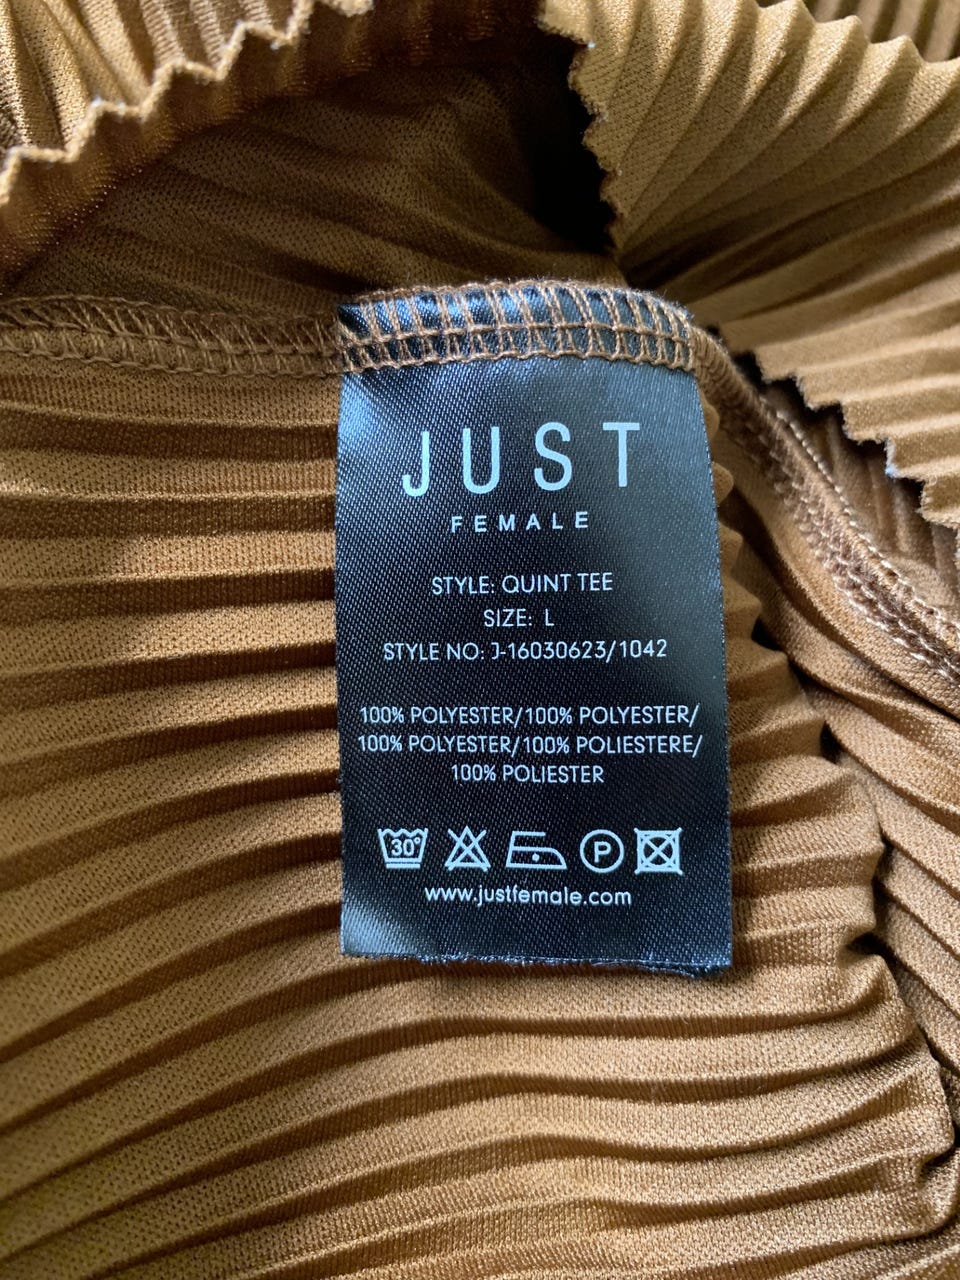 JUST
FEMALE
STYLE: QUINT TEE
SIZE: L
STYLE NO: J-16030623/1042
100% POLYESTER/100% POLYESTER/
100% POLYESTER/100% POLIESTERE/
100% POLIESTER
30° P
www.justfemale.com